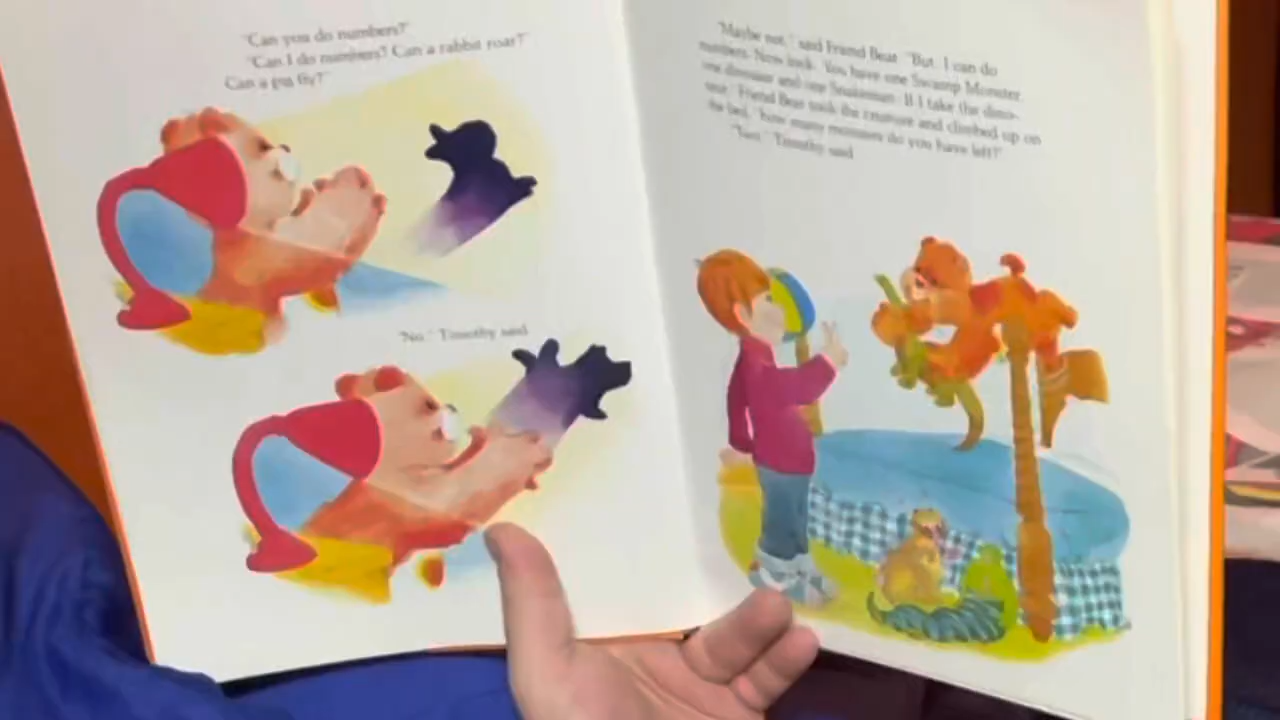 "Can you do numbers?"
"Can I do numbers? Can a rabbit roar?
Can a pig fly?"
"No." Timothy said.
"Maybe not," said Friend Bear. "But I can do
numbers. Now look. You have one Swamp Monster,
one dinosaur and one Snakeman. If I take the dino-
saur," Friend Bear took the creature and climbed up on
the bed, "how many monsters do you have left?"
"Two." Timothy said.